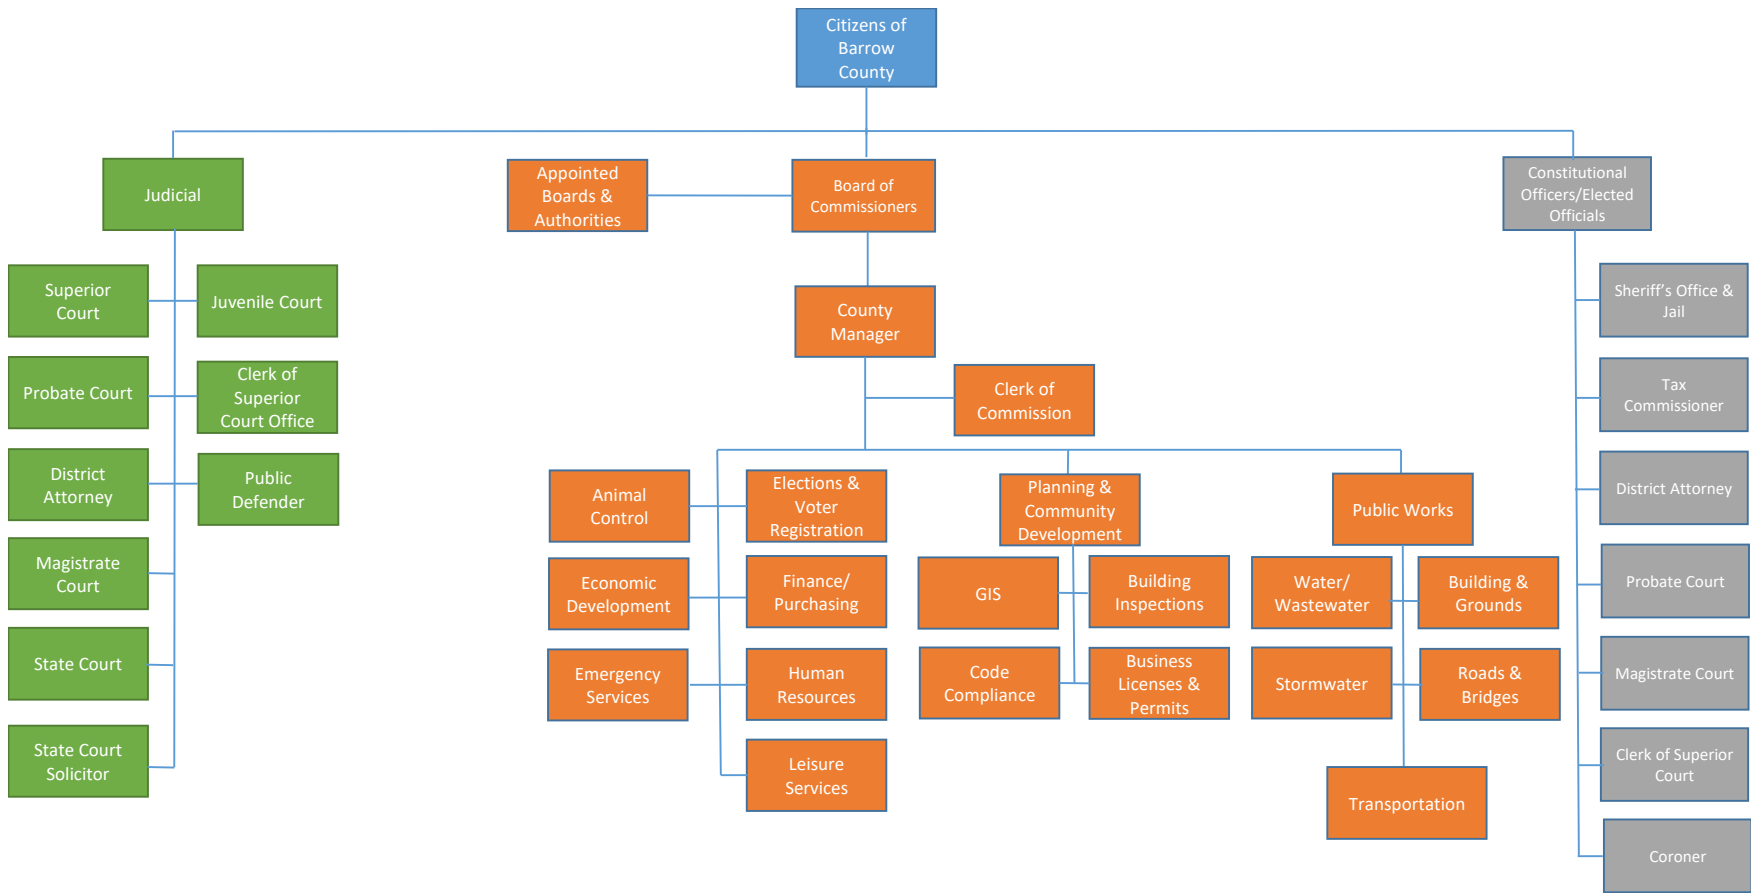 Citizens of
Barrow
County
Judicial
Appointed
Boards &
Authorities
Board of
Commissioners
Constitutional
Officers/Elected
Officials
Superior
Court
Juvenile Court
Probate Court
Clerk of
Superior
Court Office
District
Attorney
Public
Defender
Magistrate
Court
State Court
State Court
Solicitor
County
Manager
Clerk of
Commission
Animal
Control
Elections &
Voter
Registration
Economic
Development
Finance/
Purchasing
Emergency
Services
Human
Resources
Leisure
Services
Planning &
Community
Development
GIS
Building
Inspections
Code
Compliance
Business
Licenses &
Permits
Public Works
Water/
Wastewater
Building &
Grounds
Stormwater
Roads &
Bridges
Transportation
Sheriff’s Office &
Jail
Tax
Commissioner
District Attorney
Probate Court
Magistrate Court
Clerk of Superior
Court
Coroner